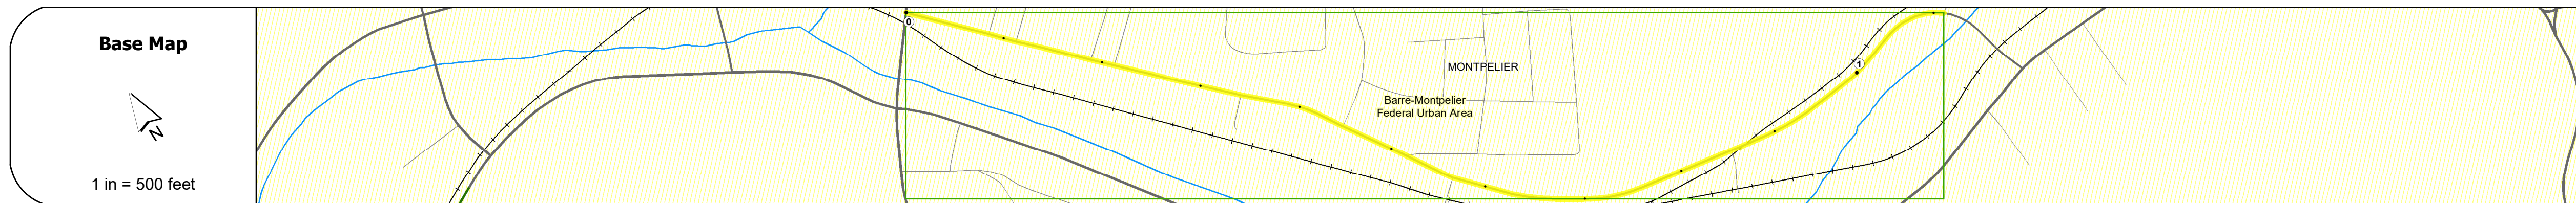 Base Map
N
1 in = 500 feet
0
MONTPELIER
Barre-Montpelier
Federal Urban Area
1